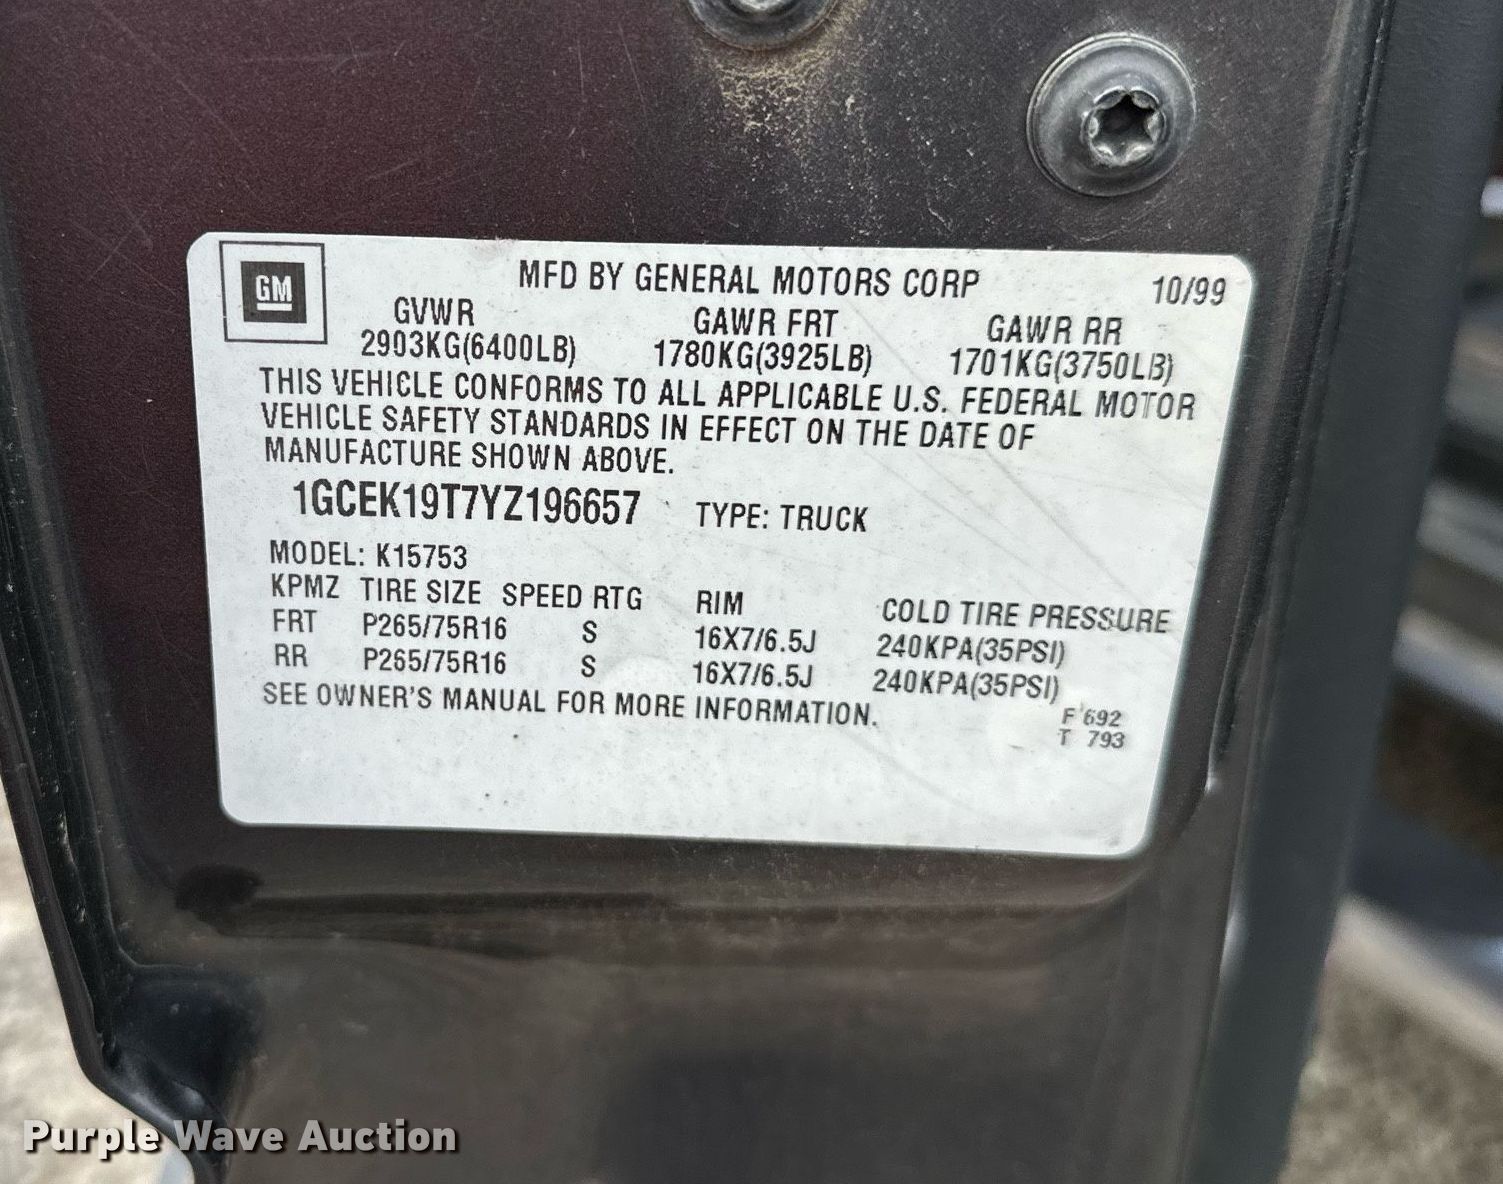 GM
MFD BY GENERAL MOTORS CORP 10/99
GVWR GAWR FRT GAWR RR
2903KG(6400LB) 1780KG(3925LB) 1701KG(3750LB)
THIS VEHICLE CONFORMS TO ALL APPLICABLE U.S. FEDERAL MOTOR
VEHICLE SAFETY STANDARDS IN EFFECT ON THE DATE OF
MANUFACTURE SHOWN ABOVE.
1GCEK19T7YZ196657 TYPE: TRUCK
MODEL: K15753
KPMZ TIRE SIZE SPEED RTG RIM COLD TIRE PRESSURE
FRT P265/75R16 S 16X7/6.5J 240KPA(35PSI)
RR P265/75R16 S 16X7/6.5J 240KPA(35PSI)
SEE OWNER'S MANUAL FOR MORE INFORMATION.
F'692
T 793
Purple Wave Auction